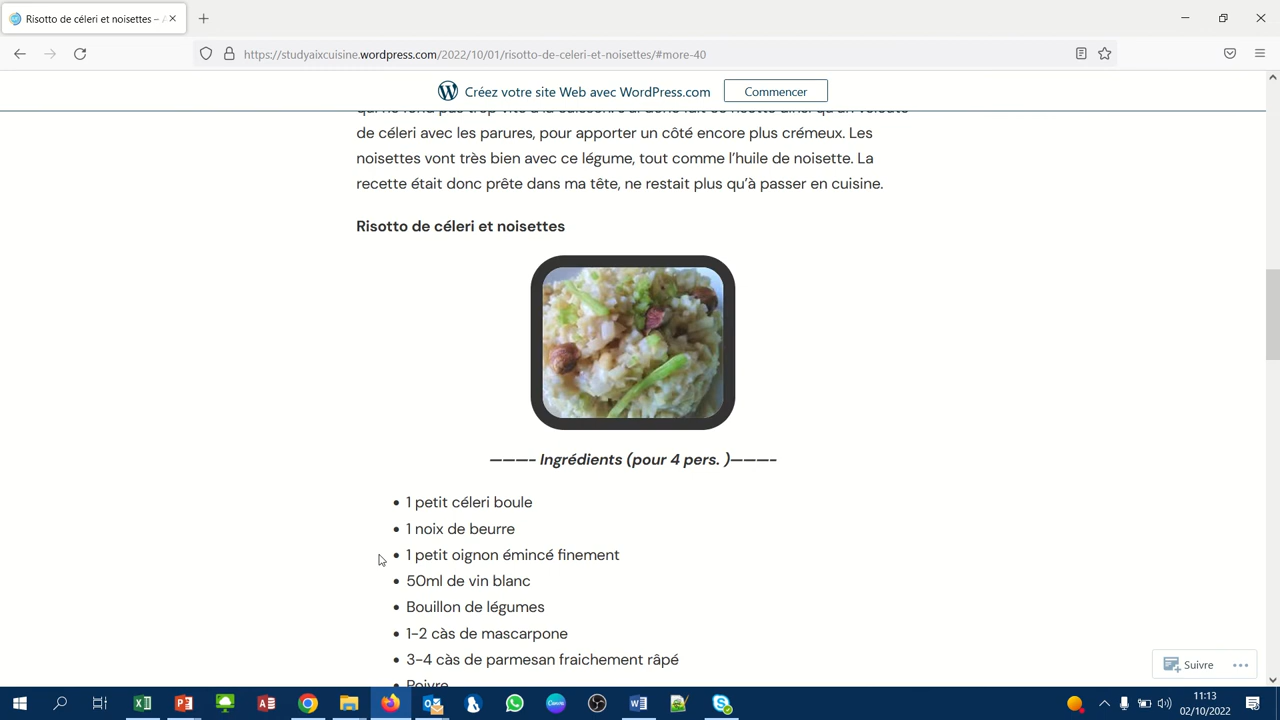 Risotto de céleri et noisettes –
https://studyaixcuisine.wordpress.com/2022/10/01/risotto-de-celeri-et-noisettes/#more-40
Créez votre site Web avec WordPress.com Commencer
de céleri avec les parures, pour apporter un côté encore plus crémeux. Les
noisettes vont très bien avec ce légume, tout comme l’huile de noisette. La
recette était donc prête dans ma tête, ne restait plus qu’à passer en cuisine.
Risotto de céleri et noisettes
———- Ingrédients (pour 4 pers. )———-
• 1 petit céleri boule
• 1 noix de beurre
• 1 petit oignon émincé finement
• 50ml de vin blanc
• Bouillon de légumes
• 1-2 càs de mascarpone
• 3-4 càs de parmesan fraichement râpé
• Poivre
Suivre
11:13
02/10/2022